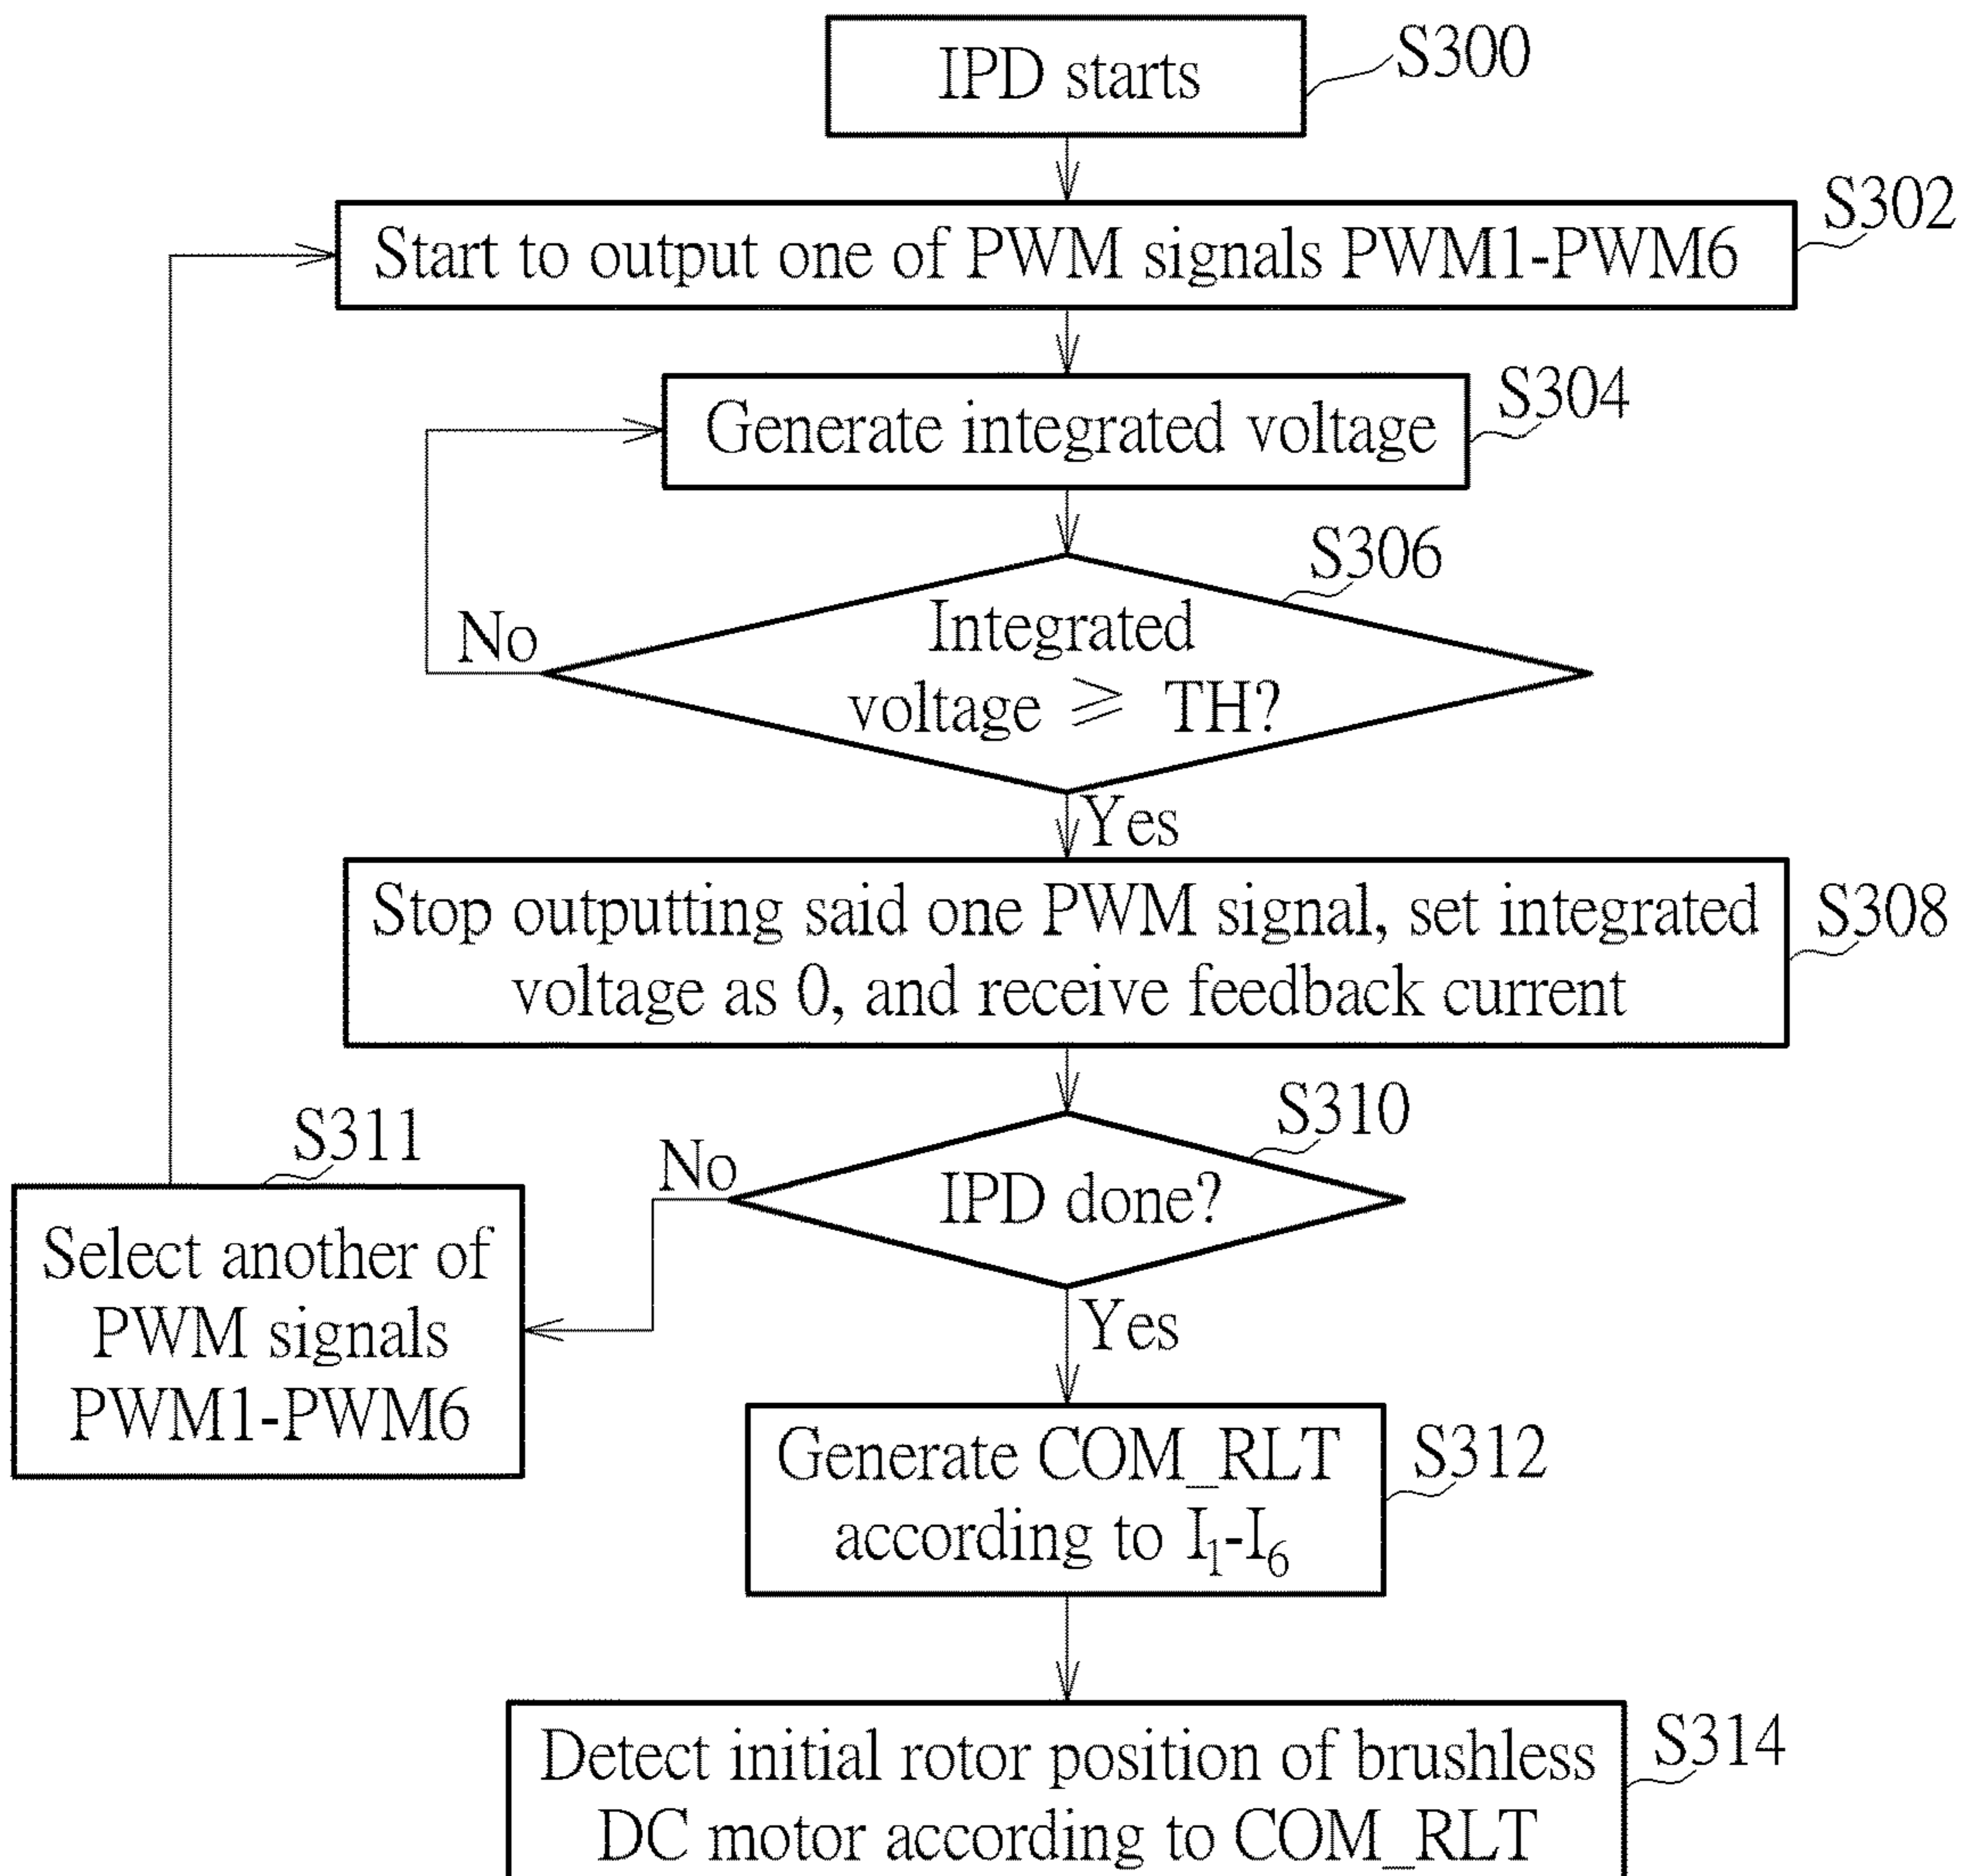 IPD starts
S300
S302
Start to output one of PWM signals PWM1-PWM6
S304
Generate integrated voltage
S306
Integrated
voltage ≥ TH?
No
Yes
S308
Stop outputting said one PWM signal, set integrated
voltage as 0, and receive feedback current
S310
IPD done?
No
S311
Select another of
PWM signals
PWM1-PWM6
Yes
S312
Generate COM_RLT
according to I₁-I₆
S314
Detect initial rotor position of brushless
DC motor according to COM_RLT